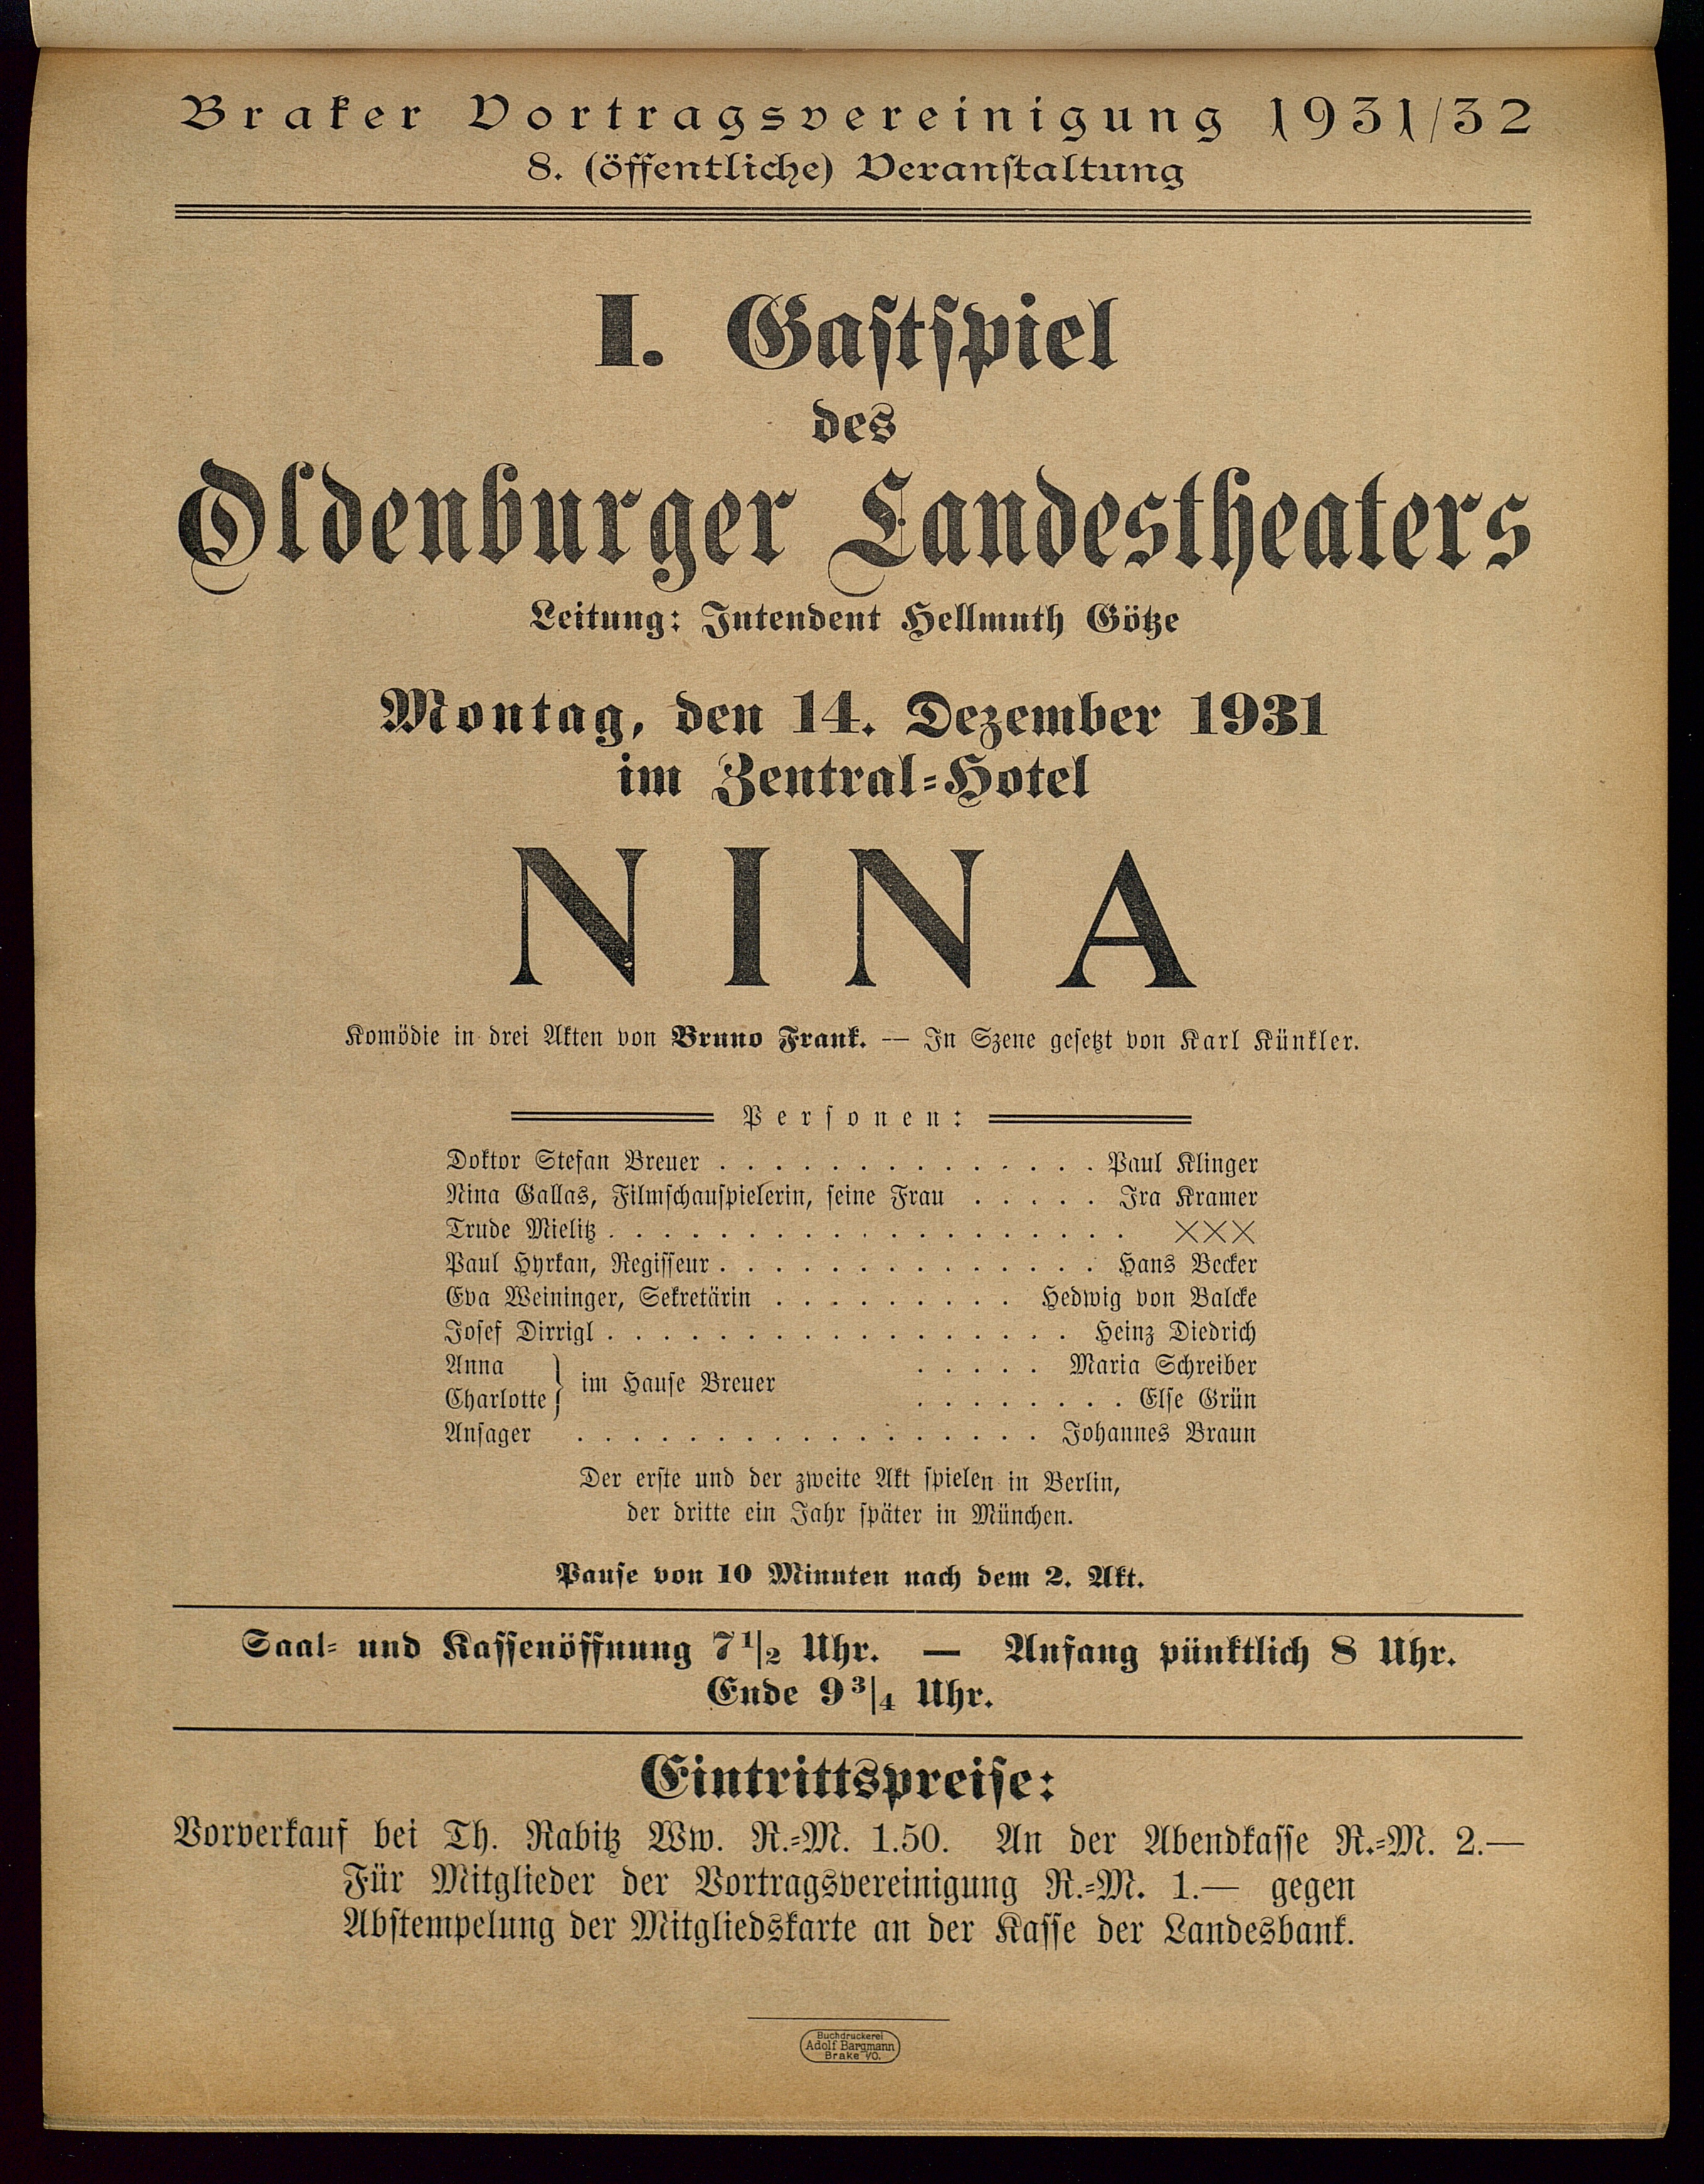 Braker Vortragsvereinigung 1931/32
8. (öffentliche) Veranstaltung
I. Gastspiel
des
Oldenburger Landestheaters
Leitung: Intendent Hellmuth Götze
Montag, den 14. Dezember 1931
im Zentral-Hotel
NINA
Komödie in drei Akten von Bruno Frank. — In Szene gesetzt von Karl Künkler.
Personen:
Doktor Stefan Breuer . . . . . . . . . . . . . . Paul Klinger
Nina Gallas, Filmschauspielerin, seine Frau . . . . . Ira Kramer
Trude Mielitz . . . . . . . . . . . . . . . . . . . XXX
Paul Hyrkan, Regisseur . . . . . . . . . . . . . . Hans Becker
Eva Weininger, Sekretärin . . . . . . . . . Hedwig von Balcke
Josef Dirrigl . . . . . . . . . . . . . . . . . Heinz Diedrich
Anna . . . . . Maria Schreiber
} im Hause Breuer
Charlotte . . . . . . . . Else Grün
Ansager . . . . . . . . . . . . . . . . . Johannes Braun
Der erste und der zweite Akt spielen in Berlin,
der dritte ein Jahr später in München.
Pause von 10 Minuten nach dem 2. Akt.
Saal- und Kassenöffnung 7 1/2 Uhr. — Anfang pünktlich 8 Uhr.
Ende 9 3/4 Uhr.
Eintrittspreise:
Vorverkauf bei Th. Rabitz Ww. R.-M. 1.50. An der Abendkasse R.-M. 2.—
Für Mitglieder der Vortragsvereinigung R.-M. 1.— gegen
Abstempelung der Mitgliedskarte an der Kasse der Landesbank.
Buchdruckerei
Adolf Bargmann
Brake i/O.